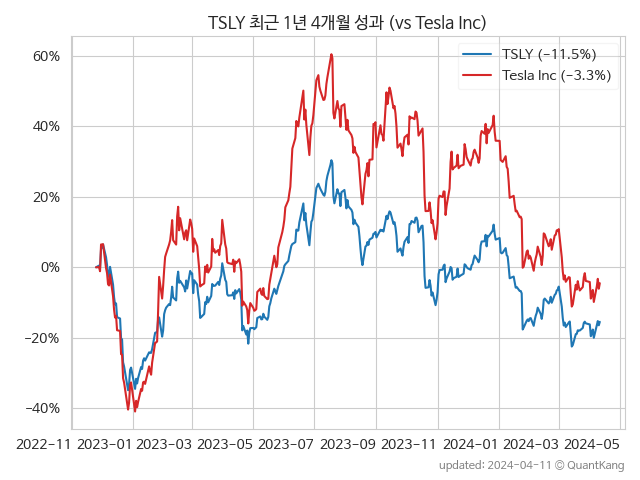 TSLY 최근 1년 4개월 성과 (vs Tesla Inc)
TSLY (−11.5%)
Tesla Inc (−3.3%)
60%
40%
20%
0%
−20%
−40%
2022−11 2023−01 2023−03 2023−05 2023−07 2023−09 2023−11 2024−01 2024−03 2024−05
updated: 2024−04−11 © QuantKang